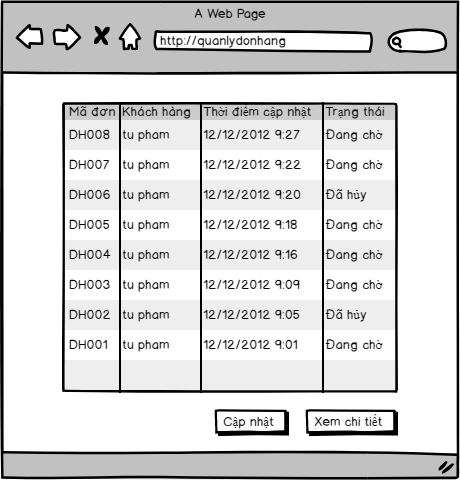 A Web Page
http://quanlydonhang
Mã đơn Khách hàng Thời điểm cập nhật Trạng thái
DH008 tu pham 12/12/2012 9:27 Đang chờ
DH007 tu pham 12/12/2012 9:22 Đang chờ
DH006 tu pham 12/12/2012 9:20 Đã hủy
DH005 tu pham 12/12/2012 9:18 Đang chờ
DH004 tu pham 12/12/2012 9:16 Đang chờ
DH003 tu pham 12/12/2012 9:09 Đang chờ
DH002 tu pham 12/12/2012 9:05 Đã hủy
DH001 tu pham 12/12/2012 9:01 Đang chờ
Cập nhật Xem chi tiết